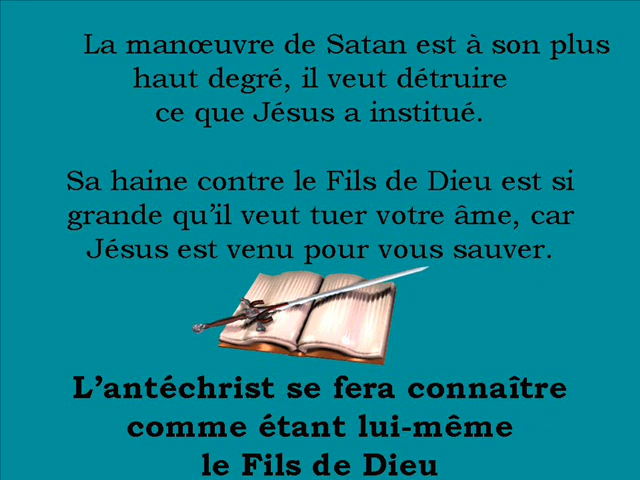 La manœuvre de Satan est à son plus
haut degré, il veut détruire
ce que Jésus a institué.
Sa haine contre le Fils de Dieu est si
grande qu’il veut tuer votre âme, car
Jésus est venu pour vous sauver.
L’antéchrist se fera connaître
comme étant lui-même
le Fils de Dieu